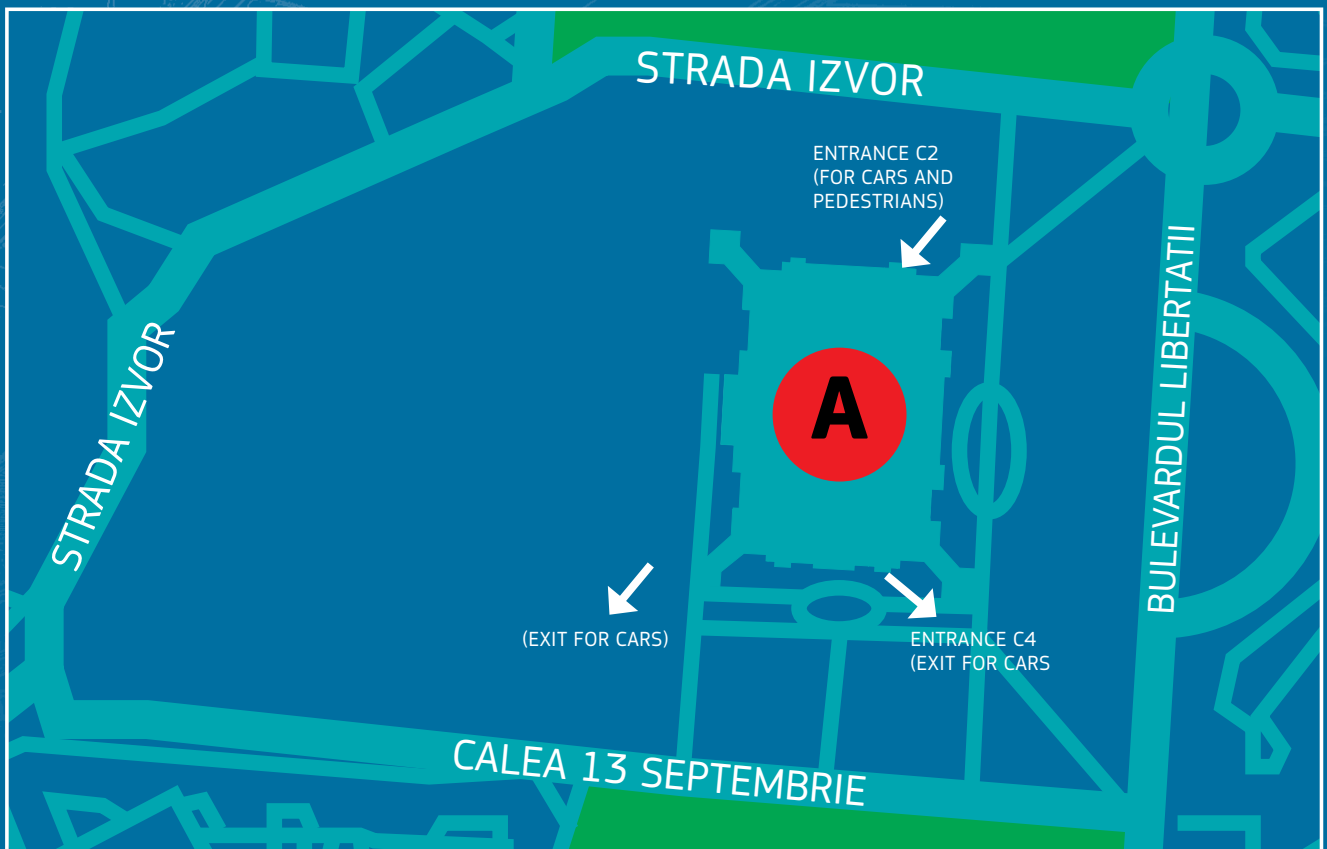 STRADA IZVOR
ENTRANCE C2
(FOR CARS AND
PEDESTRIANS)
BULEVARDUL LIBERTATII
STRADA IZVOR
A
(EXIT FOR CARS)
ENTRANCE C4
(EXIT FOR CARS
CALEA 13 SEPTEMBRIE